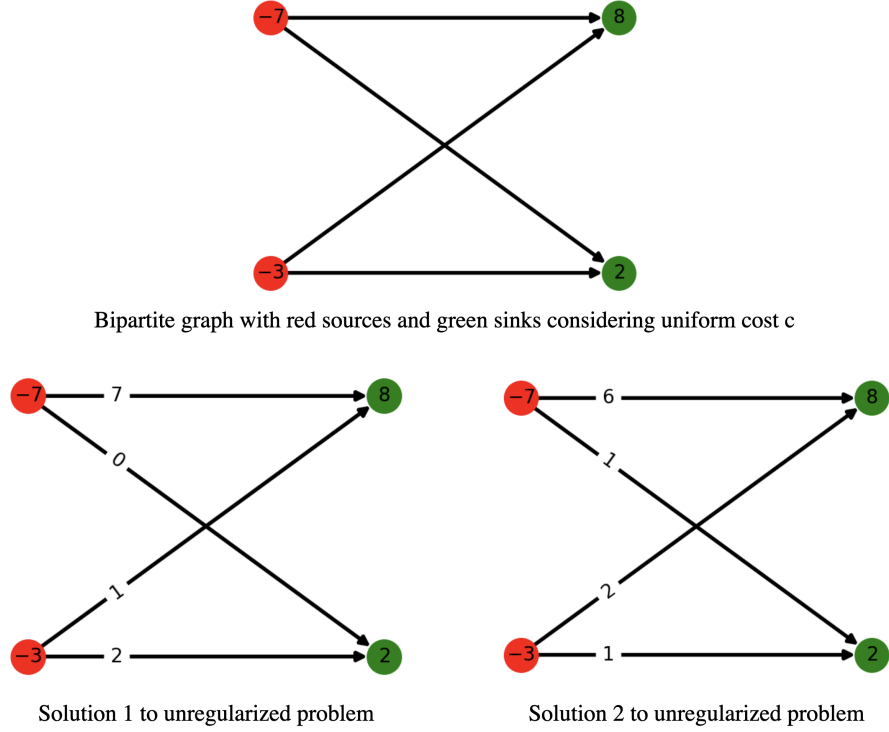 −7 8
−3 2
Bipartite graph with red sources and green sinks considering uniform cost c
−7 7 8
0
1
−3 2 2
Solution 1 to unregularized problem
−7 6 8
1
2
−3 1 2
Solution 2 to unregularized problem